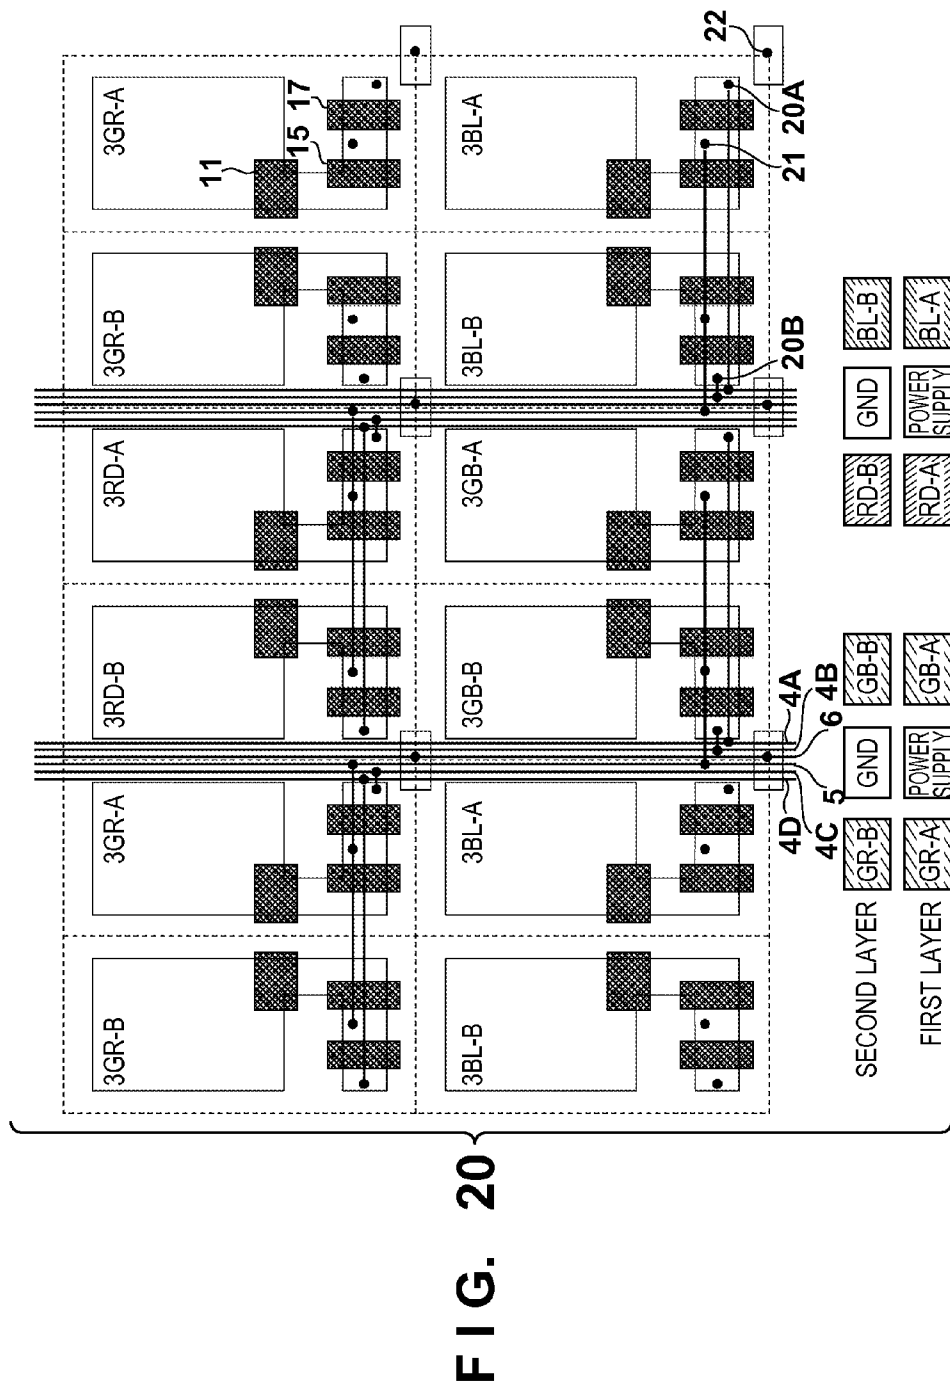 FIG. 20
3GR-B
3GR-A
3RD-B
3RD-A
3GR-B
3GR-A
11
15
17
3BL-B
3BL-A
3GB-B
3GB-A
3BL-B
3BL-A
20B
21
20A
22
4D
4C
5
6
4B
4A
SECOND LAYER
GR-B
GND
GB-B
RD-B
GND
BL-B
FIRST LAYER
GR-A
POWER
SUPPLY
GB-A
RD-A
POWER
SUPPLY
BL-A